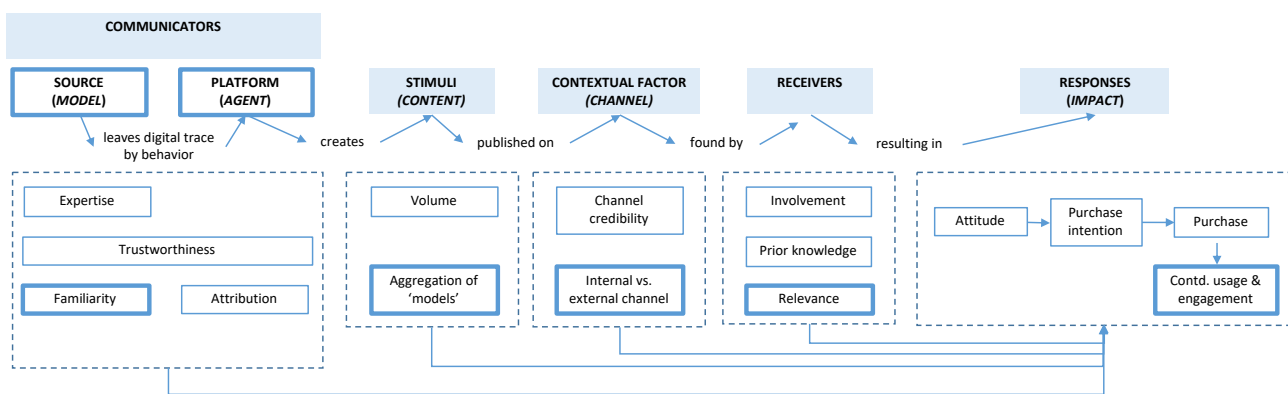 COMMUNICATORS
SOURCE
(MODEL)
PLATFORM
(AGENT)
STIMULI
(CONTENT)
CONTEXTUAL FACTOR
(CHANNEL)
RECEIVERS
RESPONSES
(IMPACT)
leaves digital trace
by behavior
creates
published on
found by
resulting in
Expertise
Trustworthiness
Familiarity
Attribution
Volume
Aggregation of
‘models’
Channel
credibility
Internal vs.
external channel
Involvement
Prior knowledge
Relevance
Attitude
Purchase
intention
Purchase
Contd. usage &
engagement